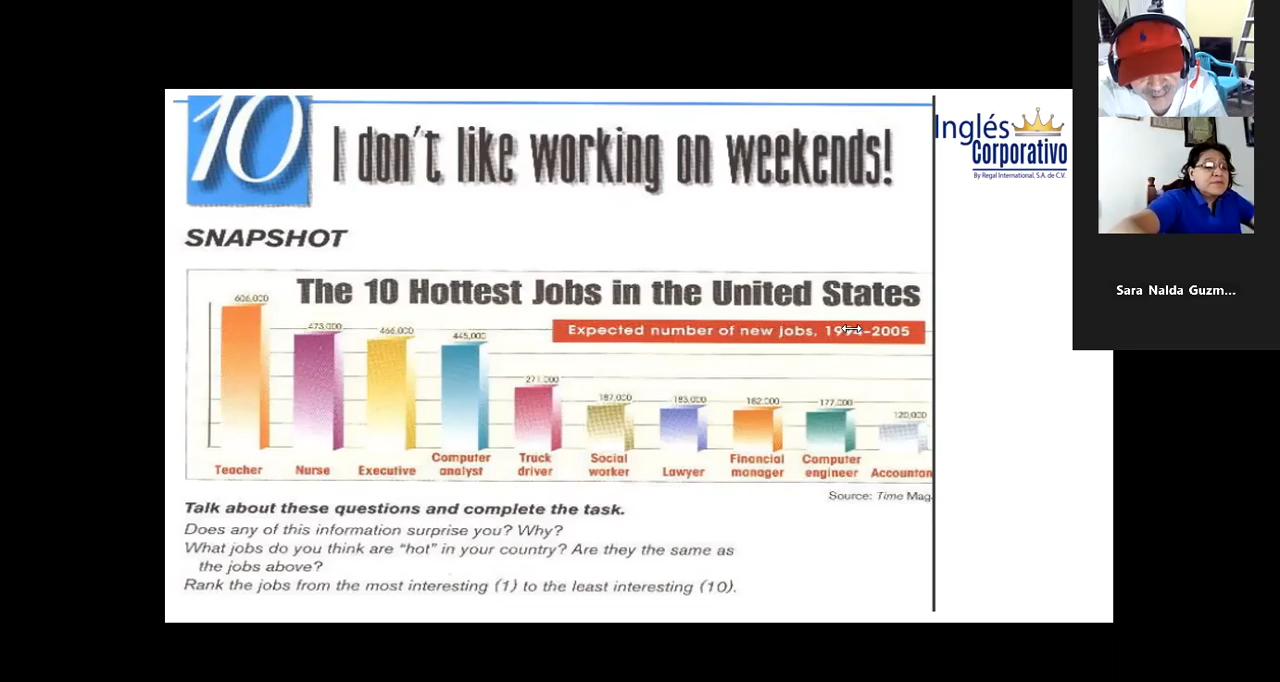 10
I don't like working on weekends!
Inglés
Corporativo
By Regal International, S.A. de C.V.
SNAPSHOT
The 10 Hottest Jobs in the United States
Expected number of new jobs, –2005
606,000
473,000
466,000
445,000
271,000
187,000
183,000
182,000
177,000
120,000
Teacher
Nurse
Executive
Computer
analyst
Truck
driver
Social
worker
Lawyer
Financial
manager
Computer
engineer
Accountan
Source: Time Mag
Talk about these questions and complete the task.
Does any of this information surprise you? Why?
What jobs do you think are "hot" in your country? Are they the same as
the jobs above?
Rank the jobs from the most interesting (1) to the least interesting (10).
Sara Nalda Guzm...